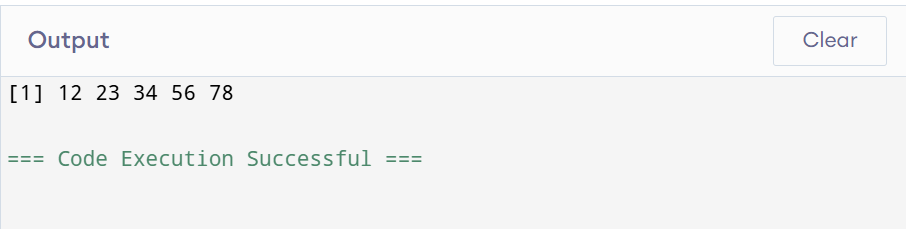 Output
Clear
[1] 12 23 34 56 78
=== Code Execution Successful ===